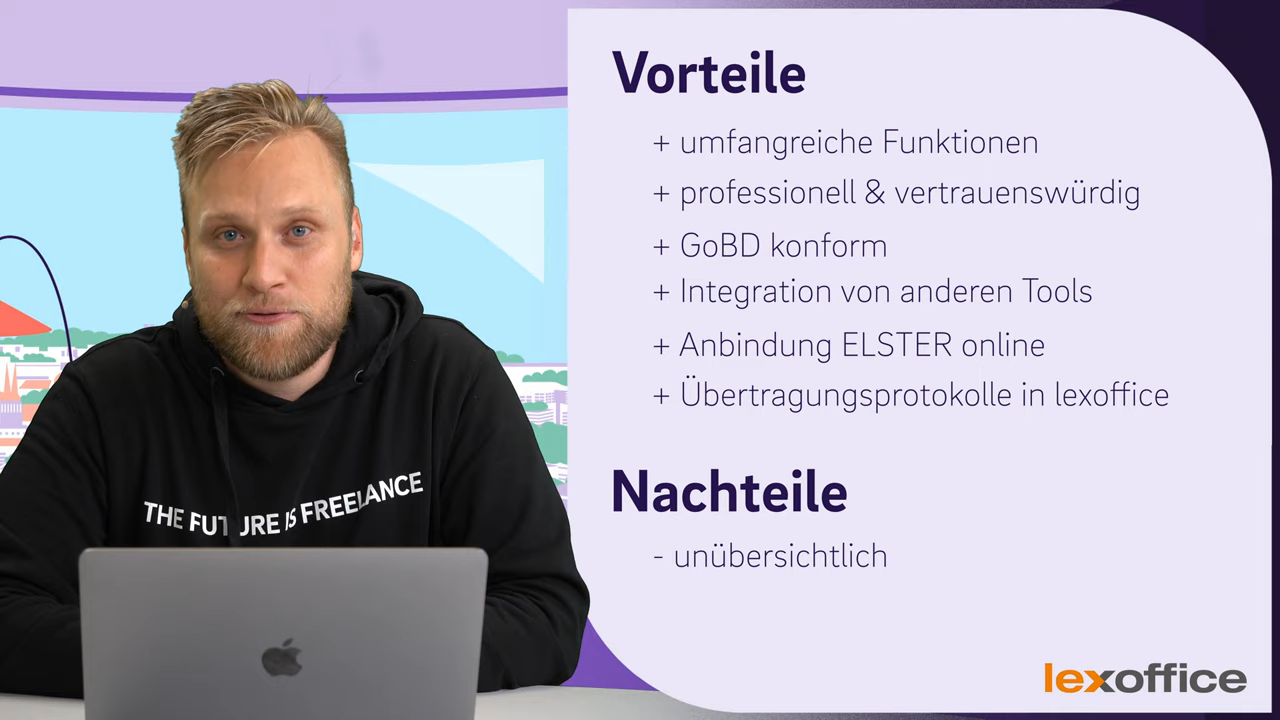 THE FUTURE IS FREELANCE
Vorteile
+ umfangreiche Funktionen
+ professionell & vertrauenswürdig
+ GoBD konform
+ Integration von anderen Tools
+ Anbindung ELSTER online
+ Übertragungsprotokolle in lexoffice
Nachteile
- unübersichtlich
lexoffice